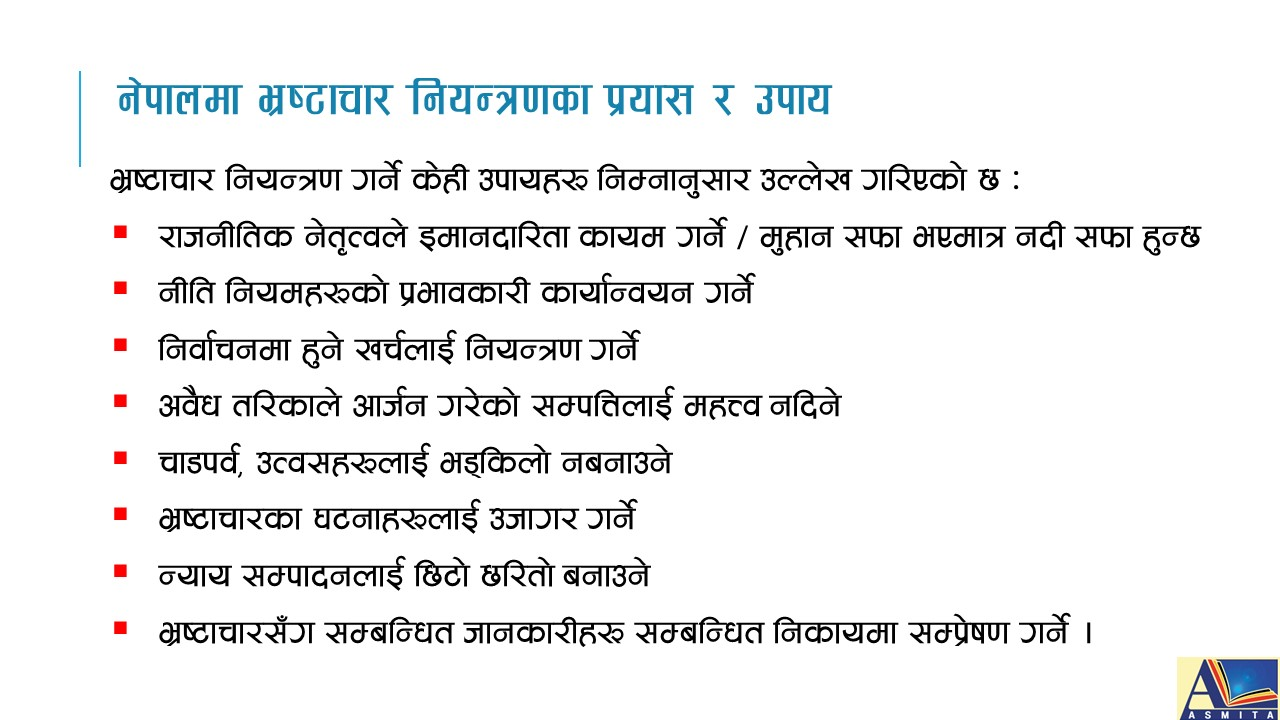 नेपालमा भ्रष्टाचार नियन्त्रणका प्रयास र उपाय
भ्रष्टाचार नियन्त्रण गर्ने केही उपायहरू निम्नानुसार उल्लेख गरिएको छ :
▪ राजनीतिक नेतृत्वले इमानदारिता कायम गर्ने / मुहान सफा भएमात्र नदी सफा हुन्छ
▪ नीति नियमहरूको प्रभावकारी कार्यान्वयन गर्ने
▪ निर्वाचनमा हुने खर्चलाई नियन्त्रण गर्ने
▪ अवैध तरिकाले आर्जन गरेको सम्पत्तिलाई महत्त्व नदिने
▪ चाडपर्व, उत्वसहरूलाई भड्किलो नबनाउने
▪ भ्रष्टाचारका घटनाहरूलाई उजागर गर्ने
▪ न्याय सम्पादनलाई छिटो छरितो बनाउने
▪ भ्रष्टाचारसँग सम्बन्धित जानकारीहरू सम्बन्धित निकायमा सम्प्रेषण गर्ने ।
ASMITA